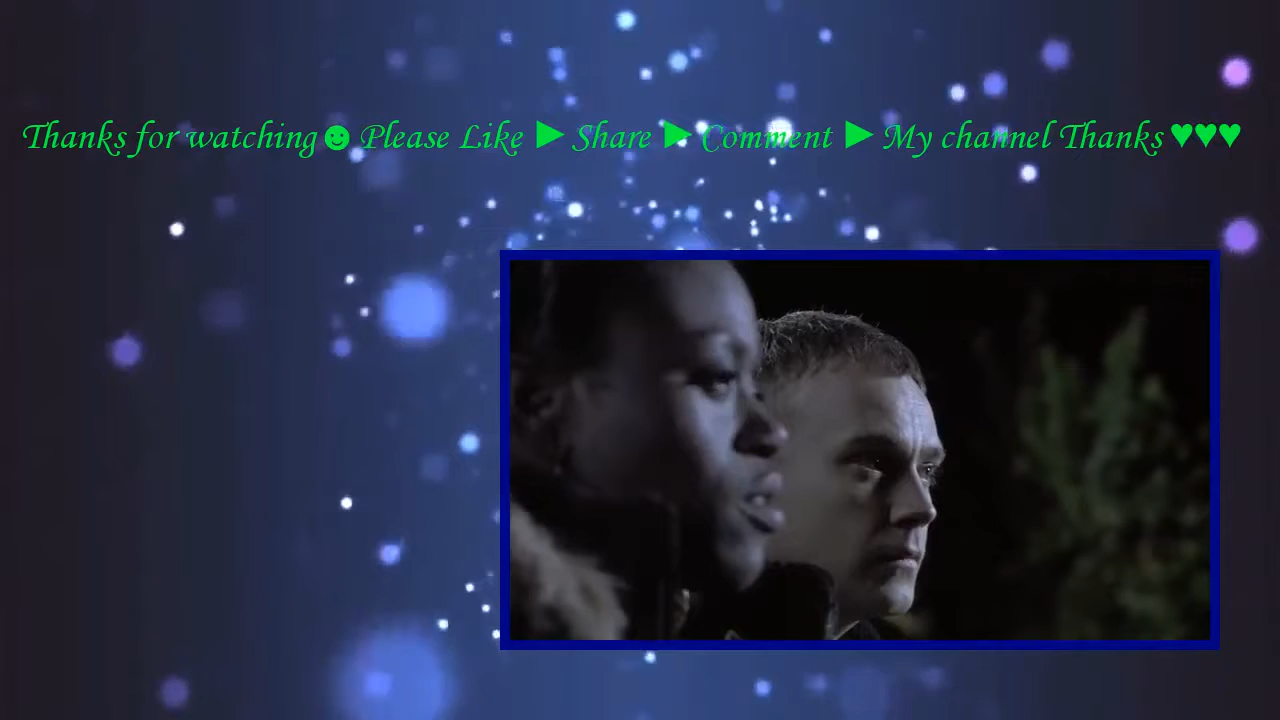 Thanks for watching☻Please Like ► Share ► Comment ► My channel Thanks ♥♥♥